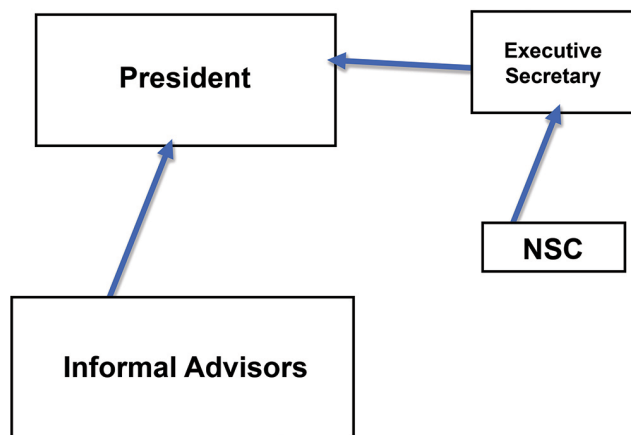 President
Executive
Secretary
NSC
Informal Advisors